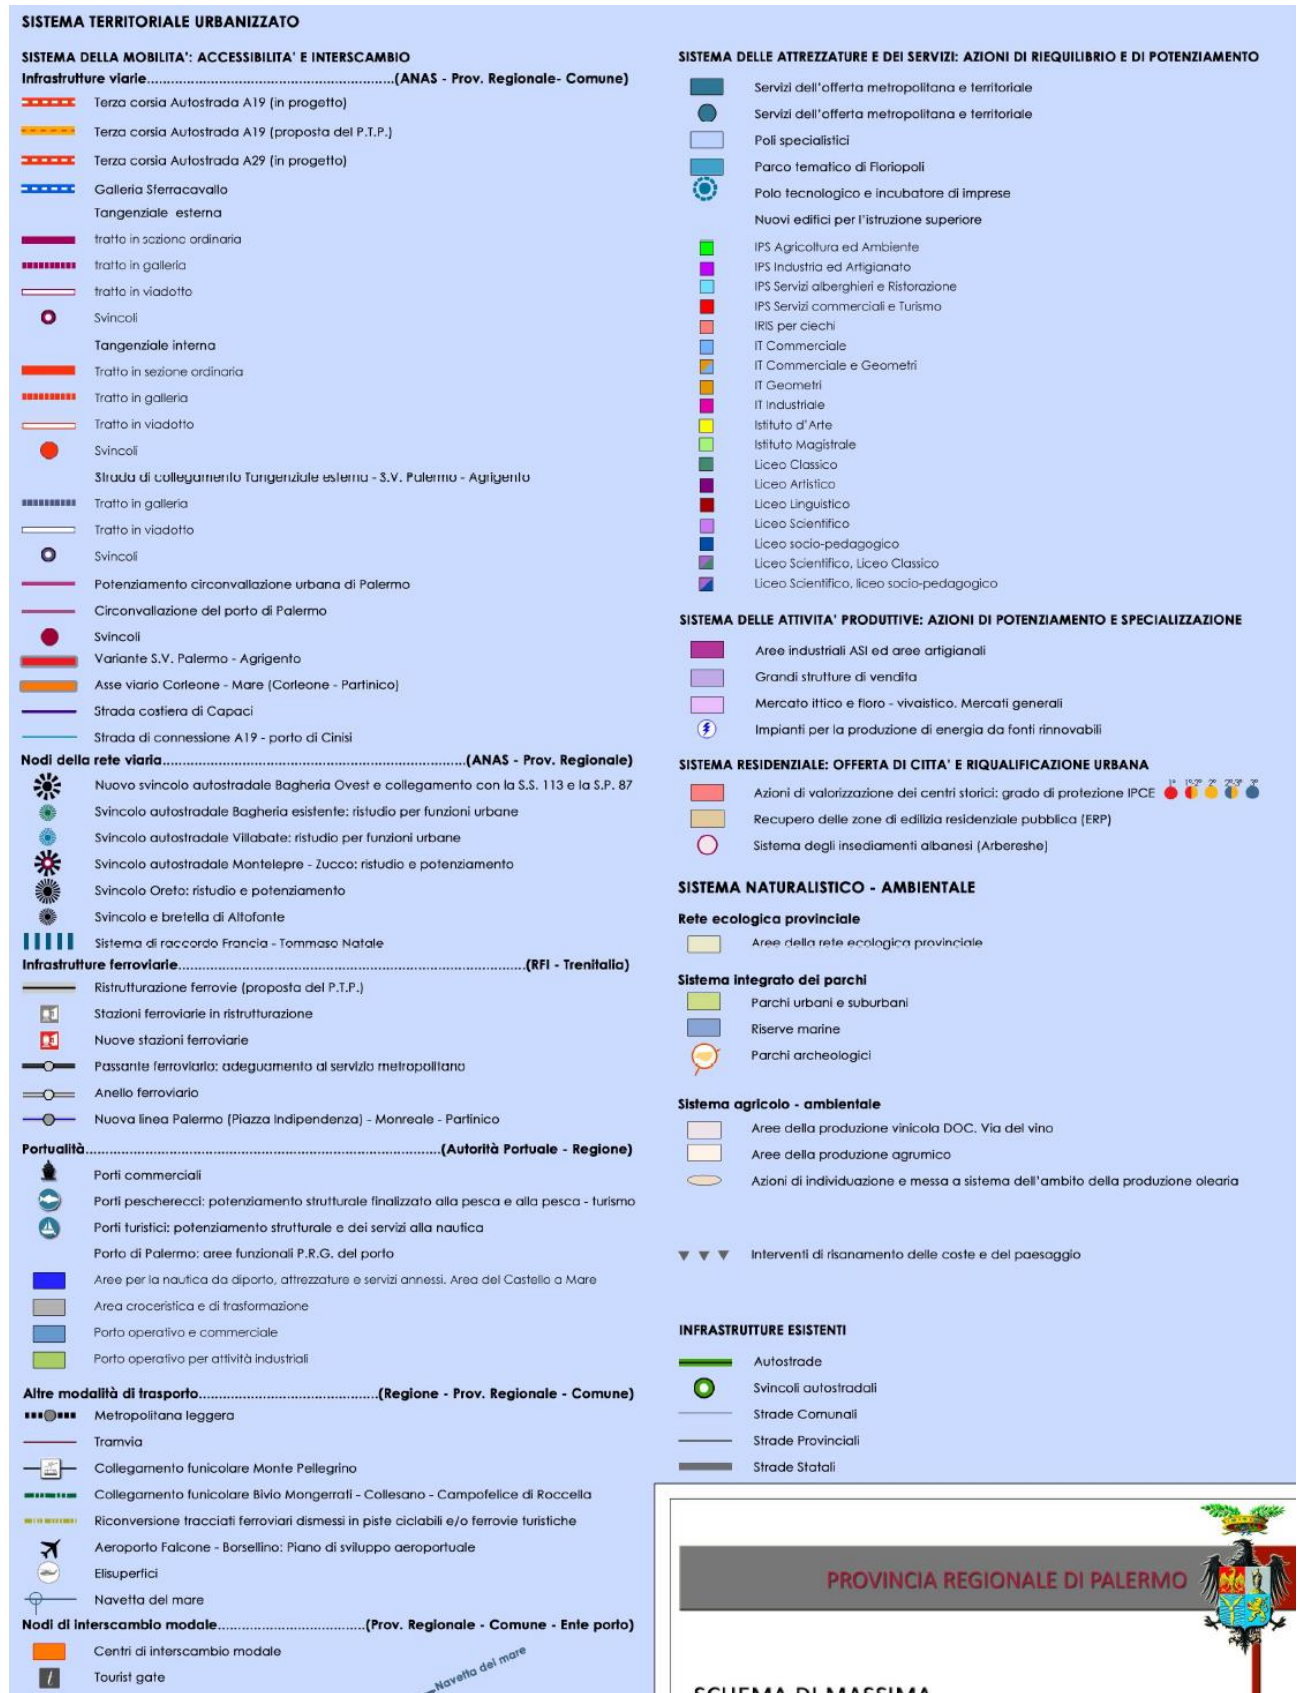 SISTEMA TERRITORIALE URBANIZZATO
SISTEMA DELLA MOBILITA': ACCESSIBILITA' E INTERSCAMBIO
Infrastrutture viarie......................................................(ANAS - Prov. Regionale- Comune)
Terza corsia Autostrada A19 (in progetto)
Terza corsia Autostrada A19 (proposta del P.T.P.)
Terza corsia Autostrada A29 (in progetto)
Galleria Sferracavallo
Tangenziale esterna
tratto in sezione ordinaria
tratto in galleria
tratto in viadotto
Svincoli
Tangenziale interna
Tratto in sezione ordinaria
Tratto in galleria
Tratto in viadotto
Svincoli
Strada di collegamento Tangenziale esterna - S.V. Palermo - Agrigento
Tratto in galleria
Tratto in viadotto
Svincoli
Potenziamento circonvallazione urbana di Palermo
Circonvallazione del porto di Palermo
Svincoli
Variante S.V. Palermo - Agrigento
Asse viario Corleone - Mare (Corleone - Partinico)
Strada costiera di Capaci
Strada di connessione A19 - porto di Cinisi
Nodi della rete viaria..................................................................(ANAS - Prov. Regionale)
Nuovo svincolo autostradale Bagheria Ovest e collegamento con la S.S. 113 e la S.P. 87
Svincolo autostradale Bagheria esistente: ristudio per funzioni urbane
Svincolo autostradale Villabate: ristudio per funzioni urbane
Svincolo autostradale Montelepre - Zucco: ristudio e potenziamento
Svincolo Oreto: ristudio e potenziamento
Svincolo e bretella di Altofonte
Sistema di raccordo Francia - Tommaso Natale
Infrastrutture ferroviarie............................................................................(RFI - Trenitalia)
Ristrutturazione ferrovie (proposta del P.T.P.)
Stazioni ferroviarie in ristrutturazione
Nuove stazioni ferroviarie
Passante ferroviario: adeguamento al servizio metropolitano
Anello ferroviario
Nuova linea Palermo (Piazza Indipendenza) - Monreale - Partinico
Portualità..............................................................................(Autorità Portuale - Regione)
Porti commerciali
Porti pescherecci: potenziamento strutturale finalizzato alla pesca e alla pesca - turismo
Porti turistici: potenziamento strutturale e dei servizi alla nautica
Porto di Palermo: aree funzionali P.R.G. del porto
Aree per la nautica da diporto, attrezzature e servizi annessi. Area del Castello a Mare
Area croceristica e di trasformazione
Porto operativo e commerciale
Porto operativo per attività industriali
Altre modalità di trasporto.......................................(Regione - Prov. Regionale - Comune)
Metropolitana leggera
Tramvia
Collegamento funicolare Monte Pellegrino
Collegamento funicolare Bivio Mongerrati - Collesano - Campofelice di Roccella
Riconversione tracciati ferroviari dismessi in piste ciclabili e/o ferrovie turistiche
Aeroporto Falcone - Borsellino: Piano di sviluppo aeroportuale
Elisuperfici
Navetta del mare
Nodi di interscambio modale................................(Prov. Regionale - Comune - Ente porto)
Centri di interscambio modale
i Tourist gate
Navetta del mare
SISTEMA DELLE ATTREZZATURE E DEI SERVIZI: AZIONI DI RIEQUILIBRIO E DI POTENZIAMENTO
Servizi dell'offerta metropolitana e territoriale
Servizi dell'offerta metropolitana e territoriale
Poli specialistici
Parco tematico di Floriopoli
Polo tecnologico e incubatore di imprese
Nuovi edifici per l'istruzione superiore
IPS Agricoltura ed Ambiente
IPS Industria ed Artigianato
IPS Servizi alberghieri e Ristorazione
IPS Servizi commerciali e Turismo
IRIS per ciechi
IT Commerciale
IT Commerciale e Geometri
IT Geometri
IT Industriale
Istituto d'Arte
Istituto Magistrale
Liceo Classico
Liceo Artistico
Liceo Linguistico
Liceo Scientifico
Liceo socio-pedagogico
Liceo Scientifico, Liceo Classico
Liceo Scientifico, liceo socio-pedagogico
SISTEMA DELLE ATTIVITA' PRODUTTIVE: AZIONI DI POTENZIAMENTO E SPECIALIZZAZIONE
Aree industriali ASI ed aree artigianali
Grandi strutture di vendita
Mercato ittico e floro - vivaistico. Mercati generali
Impianti per la produzione di energia da fonti rinnovabili
SISTEMA RESIDENZIALE: OFFERTA DI CITTA' E RIQUALIFICAZIONE URBANA
Azioni di valorizzazione dei centri storici: grado di protezione IPCE 1° 1°-2° 2° 2°-3° 3°
Recupero delle zone di edilizia residenziale pubblica (ERP)
Sistema degli insediamenti albanesi (Arbereshe)
SISTEMA NATURALISTICO - AMBIENTALE
Rete ecologica provinciale
Aree della rete ecologica provinciale
Sistema integrato dei parchi
Parchi urbani e suburbani
Riserve marine
Parchi archeologici
Sistema agricolo - ambientale
Aree della produzione vinicola DOC. Via del vino
Aree della produzione agrumico
Azioni di individuazione e messa a sistema dell'ambito della produzione olearia
Interventi di risanamento delle coste e del paesaggio
INFRASTRUTTURE ESISTENTI
Autostrade
Svincoli autostradali
Strade Comunali
Strade Provinciali
Strade Statali
PROVINCIA REGIONALE DI PALERMO
SCHEMA DI MASSIMA